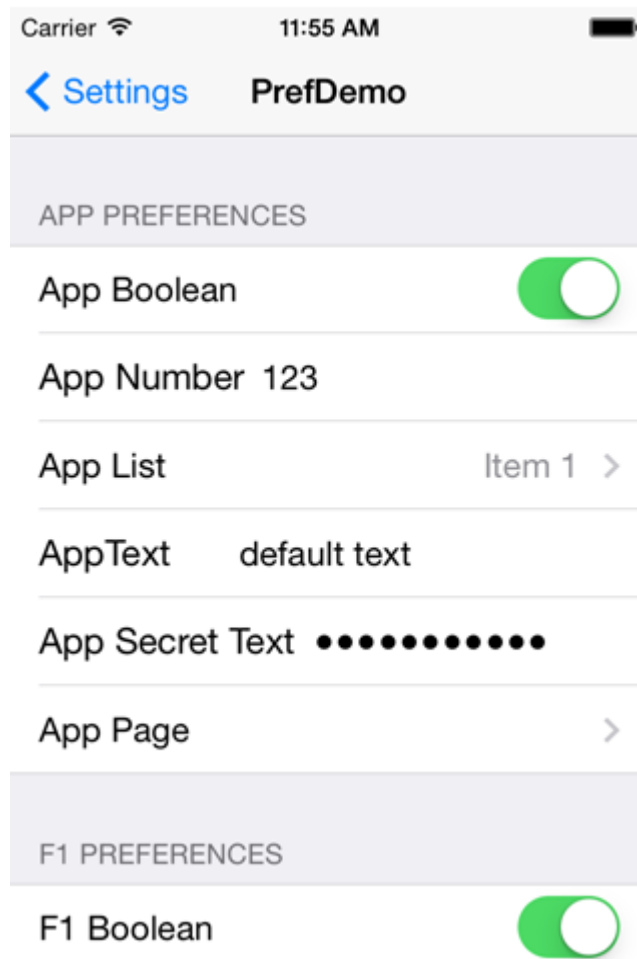 Carrier 11:55 AM
Settings PrefDemo
APP PREFERENCES
App Boolean
App Number 123
App List Item 1
AppText default text
App Secret Text •••••••••••
App Page
F1 PREFERENCES
F1 Boolean